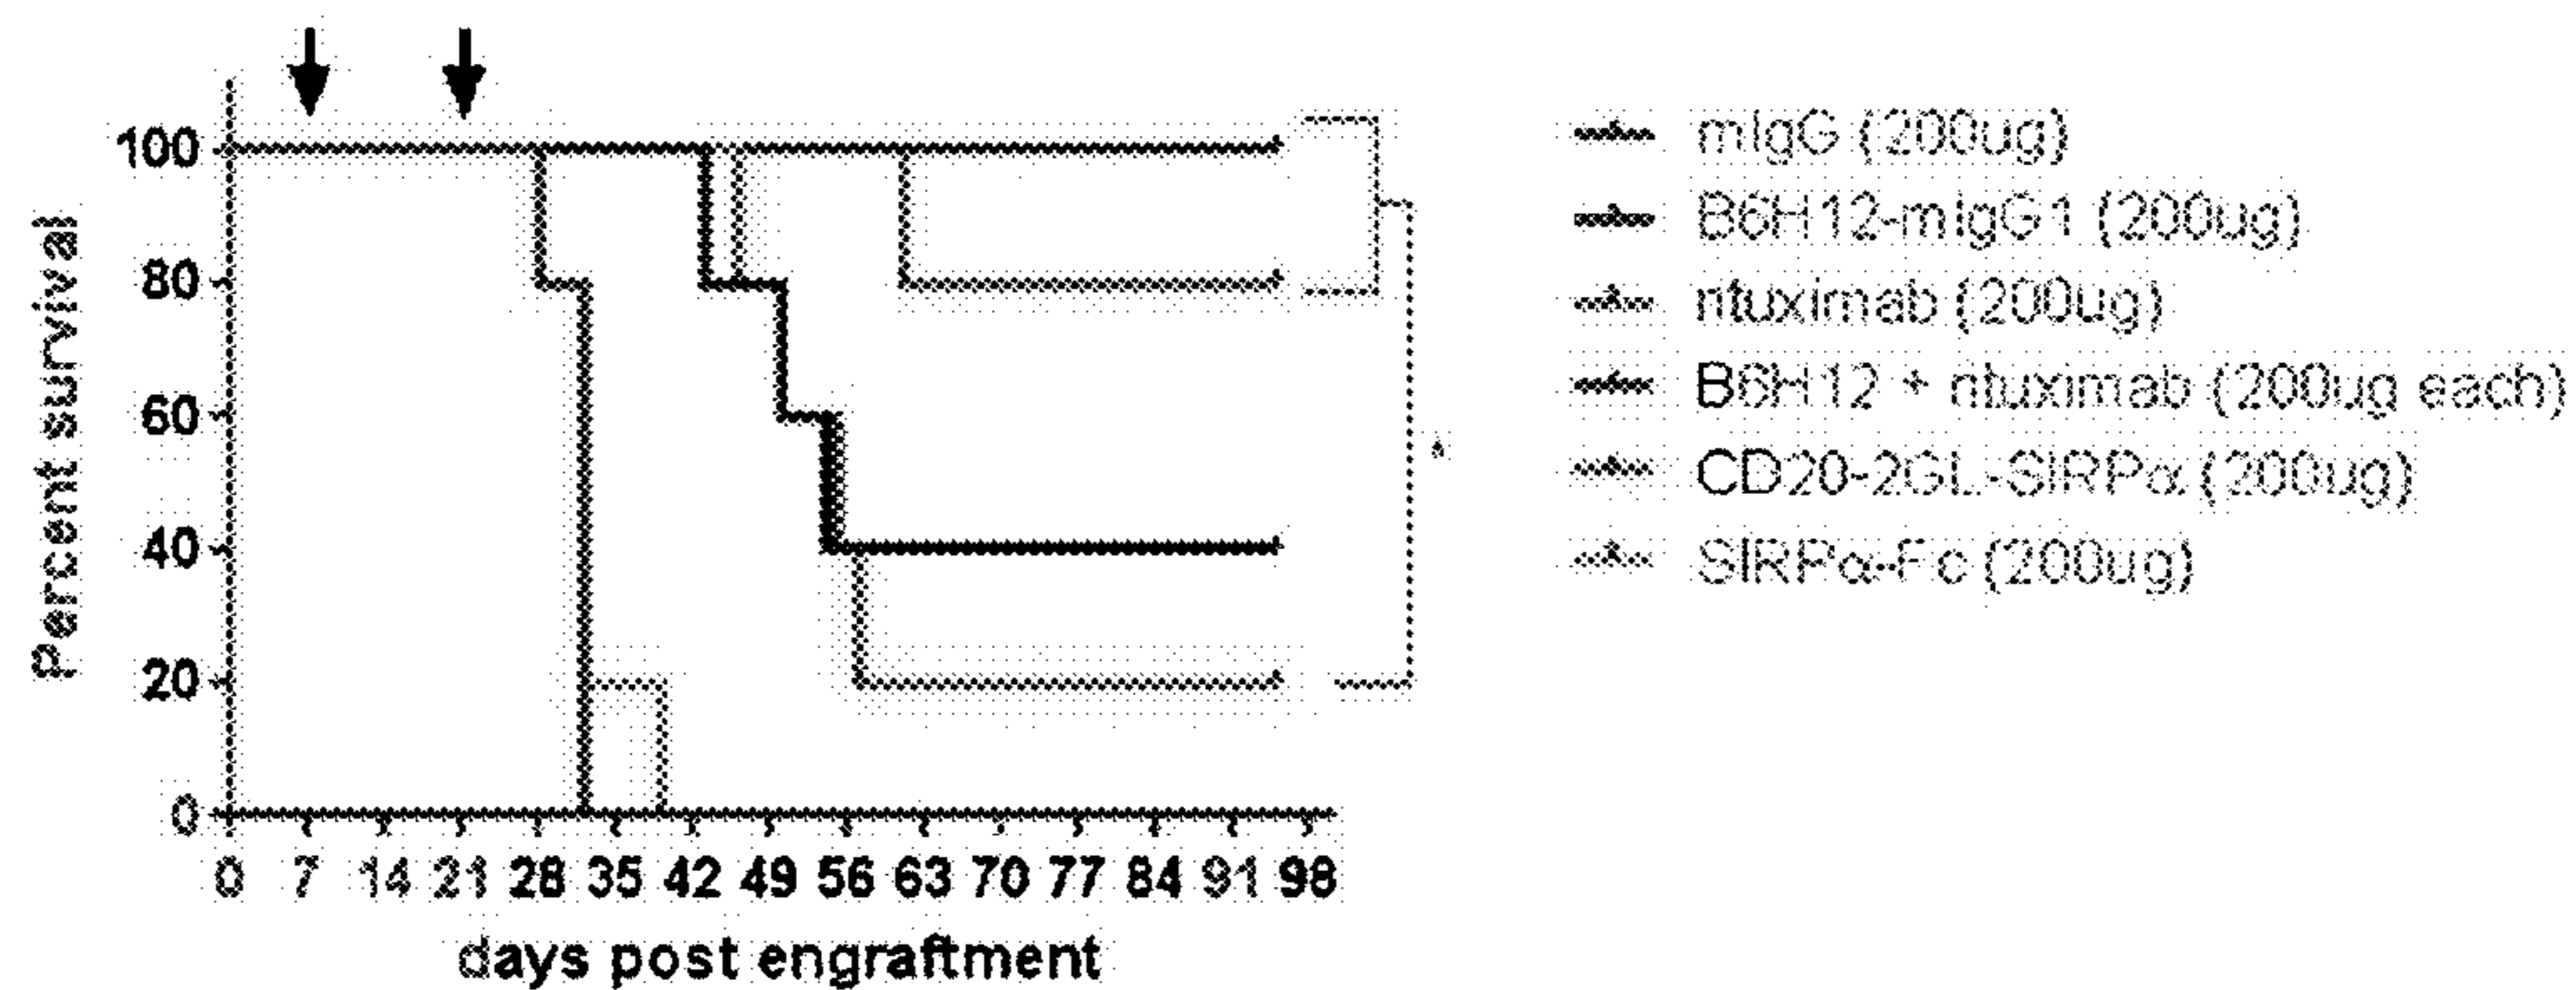 100
80
60
40
20
0
Percent survival
0 7 14 21 28 35 42 49 56 63 70 77 84 91 98
days post engraftment
*
mIgG (200ug)
B6H12-mIgG1 (200ug)
rituximab (200ug)
B6H12 + rituximab (200ug each)
CD20-2GL-SIRPα (200ug)
SIRPα-Fc (200ug)